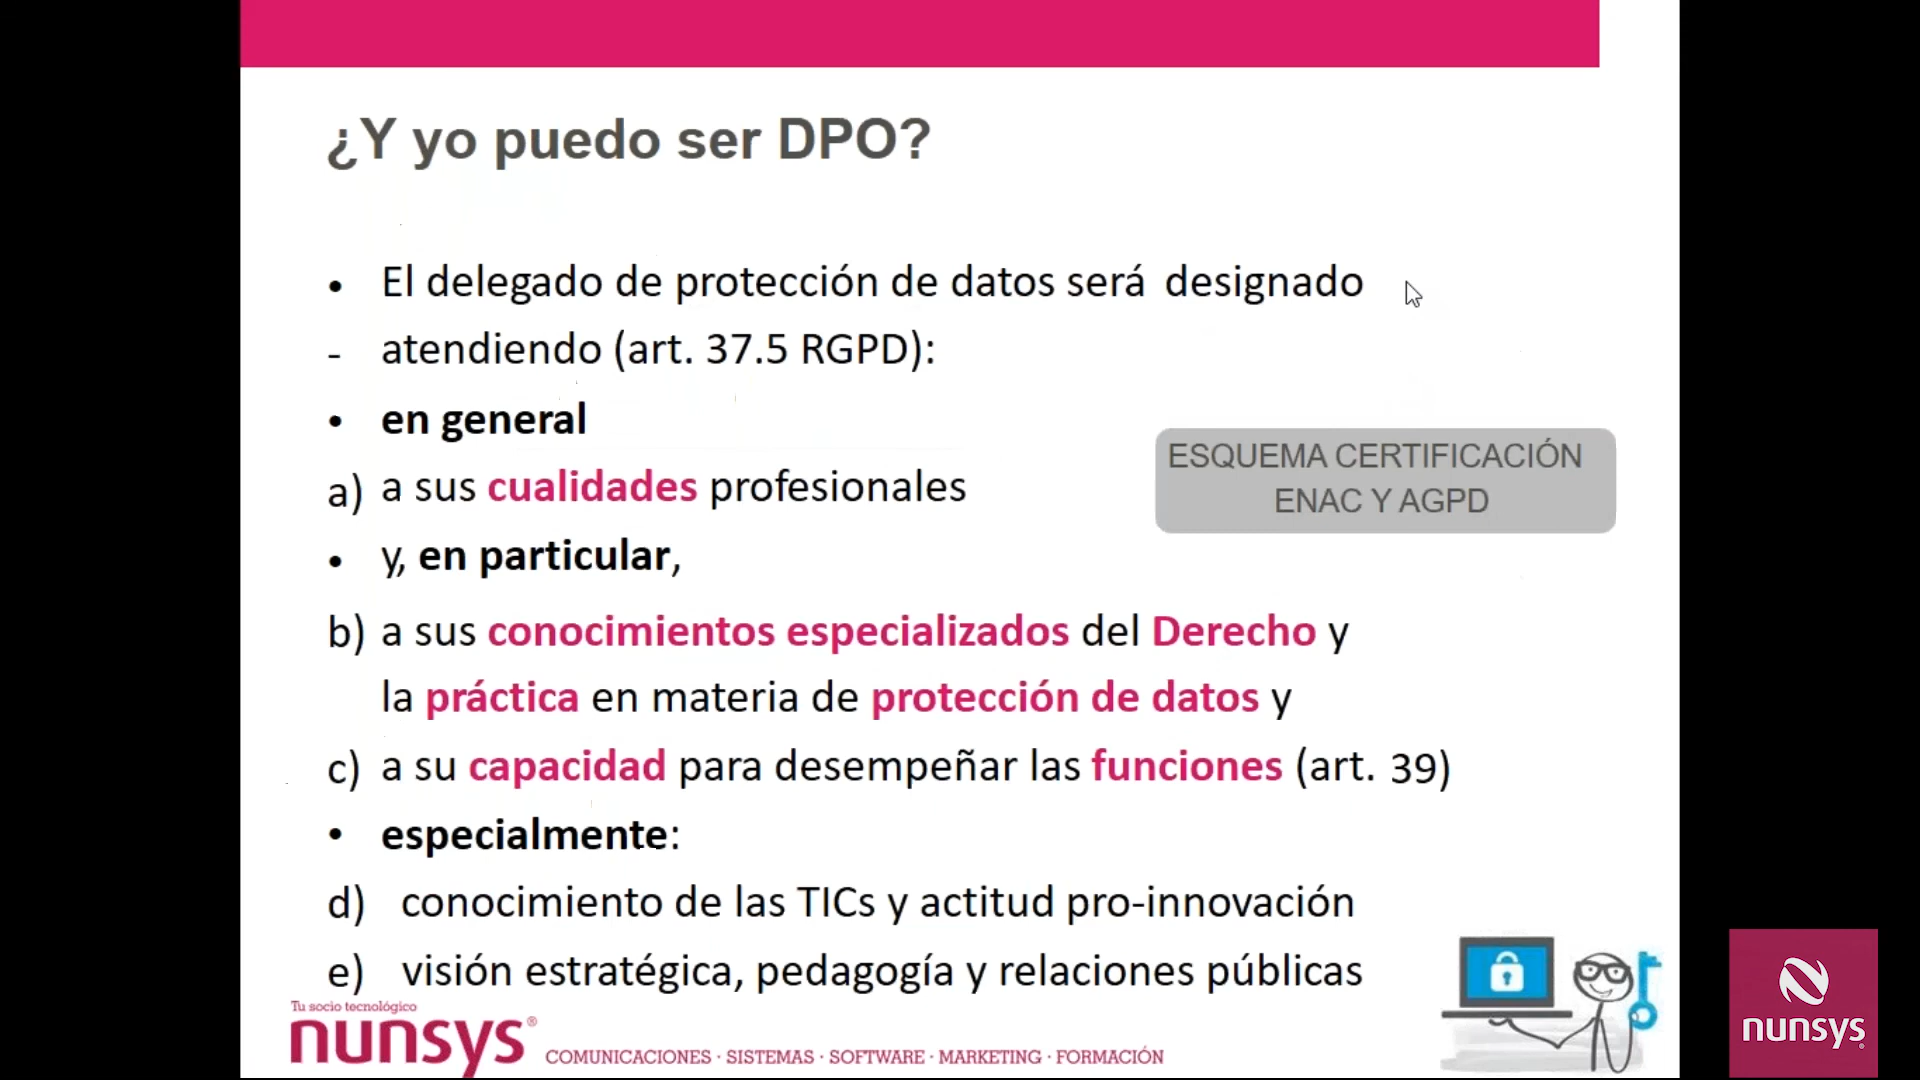 ¿Y yo puedo ser DPO?
• El delegado de protección de datos será designado
- atendiendo (art. 37.5 RGPD):
• en general
a) a sus cualidades profesionales
• y, en particular,
b) a sus conocimientos especializados del Derecho y
la práctica en materia de protección de datos y
c) a su capacidad para desempeñar las funciones (art. 39)
• especialmente:
d) conocimiento de las TICs y actitud pro-innovación
e) visión estratégica, pedagogía y relaciones públicas
ESQUEMA CERTIFICACIÓN
ENAC Y AGPD
Tu socio tecnológico
nunsys®
COMUNICACIONES · SISTEMAS · SOFTWARE · MARKETING · FORMACIÓN
nunsys®